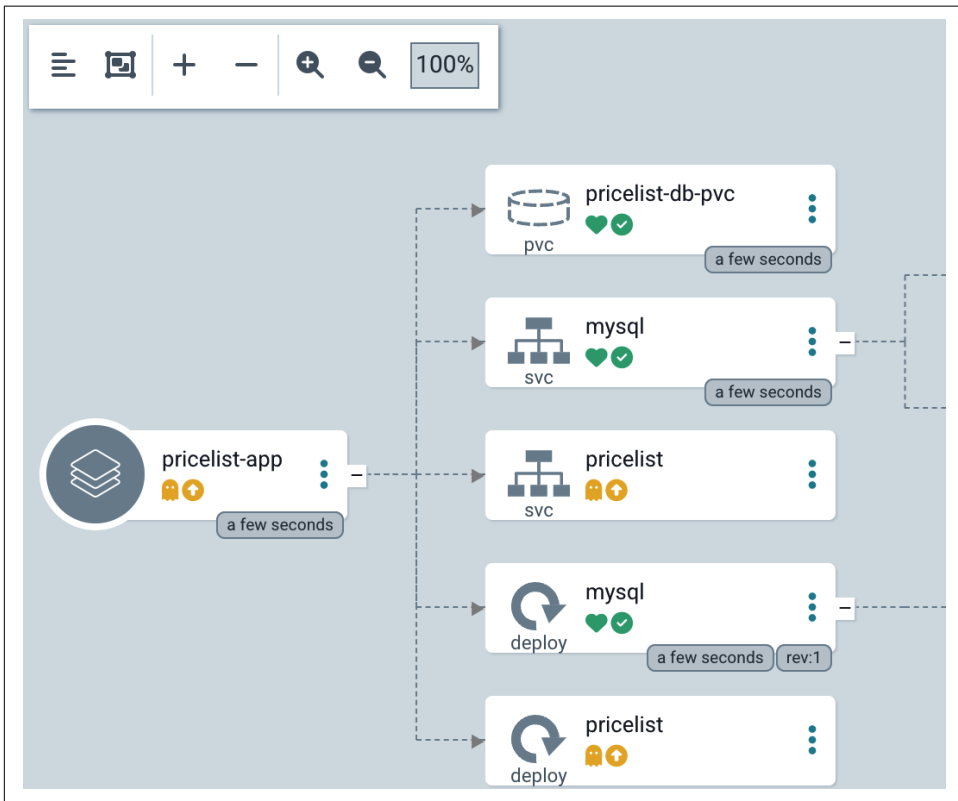 100%
pricelist-db-pvc
pvc
a few seconds
mysql
svc
a few seconds
pricelist-app
a few seconds
pricelist
svc
mysql
deploy
a few seconds rev:1
pricelist
deploy